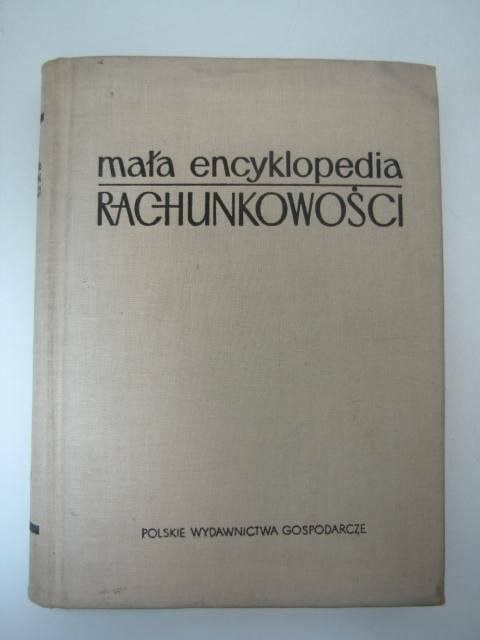 mała encyklopedia
RACHUNKOWOŚCI
POLSKIE WYDAWNICTWA GOSPODARCZE